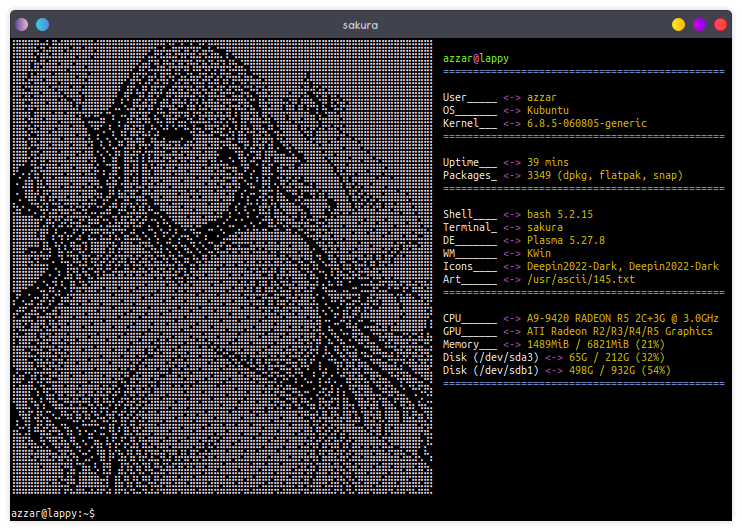 sakura
azzar@lappy
===============================================
User_____ <-> azzar
OS_______ <-> Kubuntu
Kernel___ <-> 6.8.5-060805-generic
===============================================
Uptime___ <-> 39 mins
Packages_ <-> 3349 (dpkg, flatpak, snap)
===============================================
Shell____ <-> bash 5.2.15
Terminal_ <-> sakura
DE_______ <-> Plasma 5.27.8
WM_______ <-> KWin
Icons____ <-> Deepin2022-Dark, Deepin2022-Dark
Art______ <-> /usr/ascii/145.txt
===============================================
CPU______ <-> A9-9420 RADEON R5 2C+3G @ 3.0GHz
GPU______ <-> ATI Radeon R2/R3/R4/R5 Graphics
Memory___ <-> 1489MiB / 6821MiB (21%)
Disk (/dev/sda3) <-> 65G / 212G (32%)
Disk (/dev/sdb1) <-> 498G / 932G (54%)
===============================================
azzar@lappy:~$